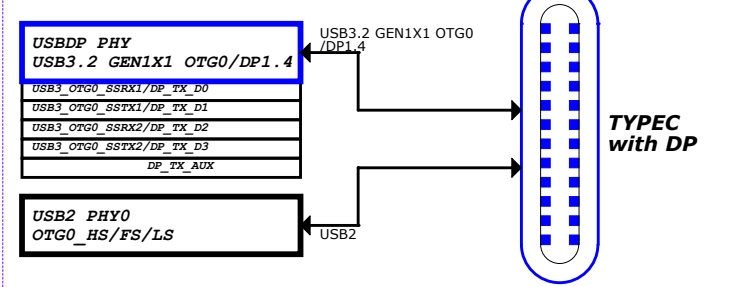 USBDP PHY
USB3.2 GEN1X1 OTG0/DP1.4
USB3_OTG0_SSRX1/DP_TX_D0
USB3_OTG0_SSTX1/DP_TX_D1
USB3_OTG0_SSRX2/DP_TX_D2
USB3_OTG0_SSTX2/DP_TX_D3
DP_TX_AUX
USB3.2 GEN1X1 OTG0
/DP1.4
USB2 PHY0
OTG0_HS/FS/LS
USB2
TYPEC
with DP